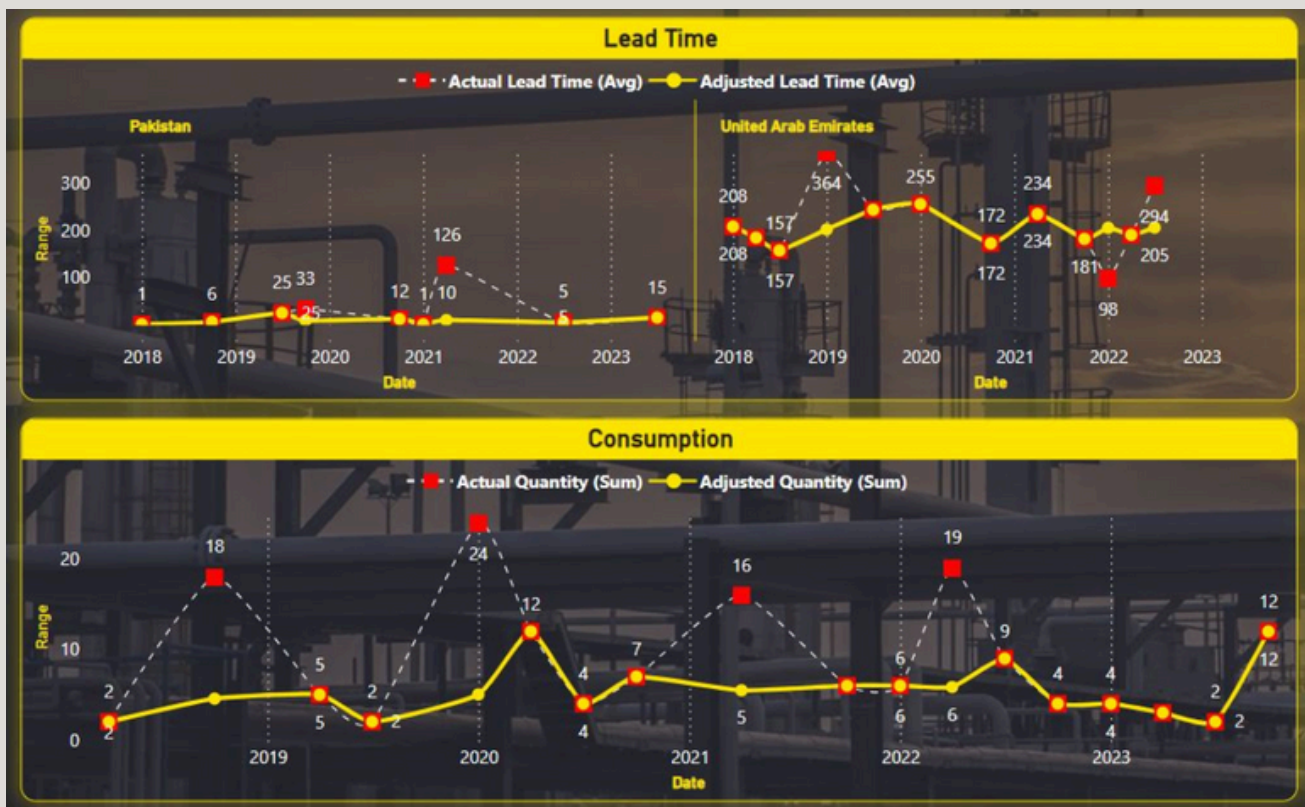 Lead Time
Actual Lead Time (Avg) Adjusted Lead Time (Avg)
Pakistan
United Arab Emirates
Range
300
200
100
1 6 25 33 25 12 1 126 10 5 5 15
2018 2019 2020 2021 2022 2023
Date
208 208 157 157 364 255 172 172 234 234 181 98 294 205
2018 2019 2020 2021 2022 2023
Date
Consumption
Actual Quantity (Sum) Adjusted Quantity (Sum)
Range
20
10
0
2 18 5 2 24 12 4 7 16 6 19 9 4 4 2 12
2 5 2 4 5 6 6 4 2 12
2019 2020 2021 2022 2023
Date